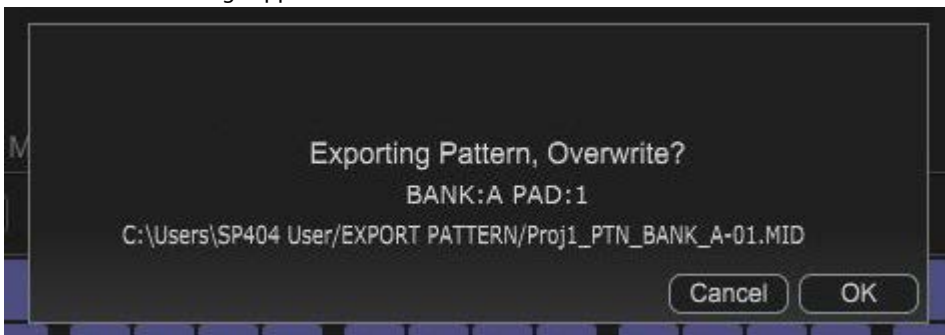 M
Exporting Pattern, Overwrite?
BANK:A PAD:1
C:\Users\SP404 User/EXPORT PATTERN/Proj1_PTN_BANK_A-01.MID
Cancel OK